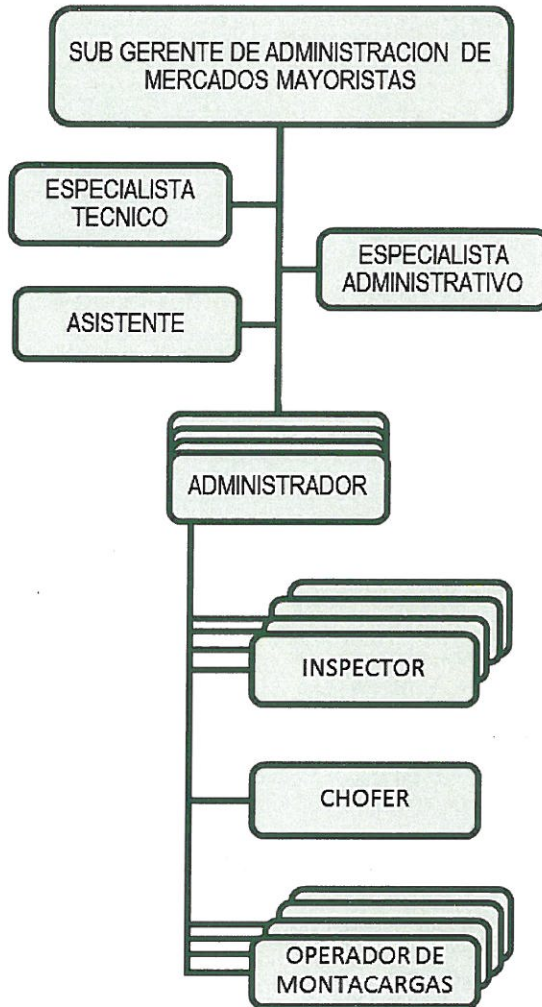 SUB GERENTE DE ADMINISTRACION DE
MERCADOS MAYORISTAS
ESPECIALISTA
TECNICO
ESPECIALISTA
ADMINISTRATIVO
ASISTENTE
ADMINISTRADOR
INSPECTOR
CHOFER
OPERADOR DE
MONTACARGAS